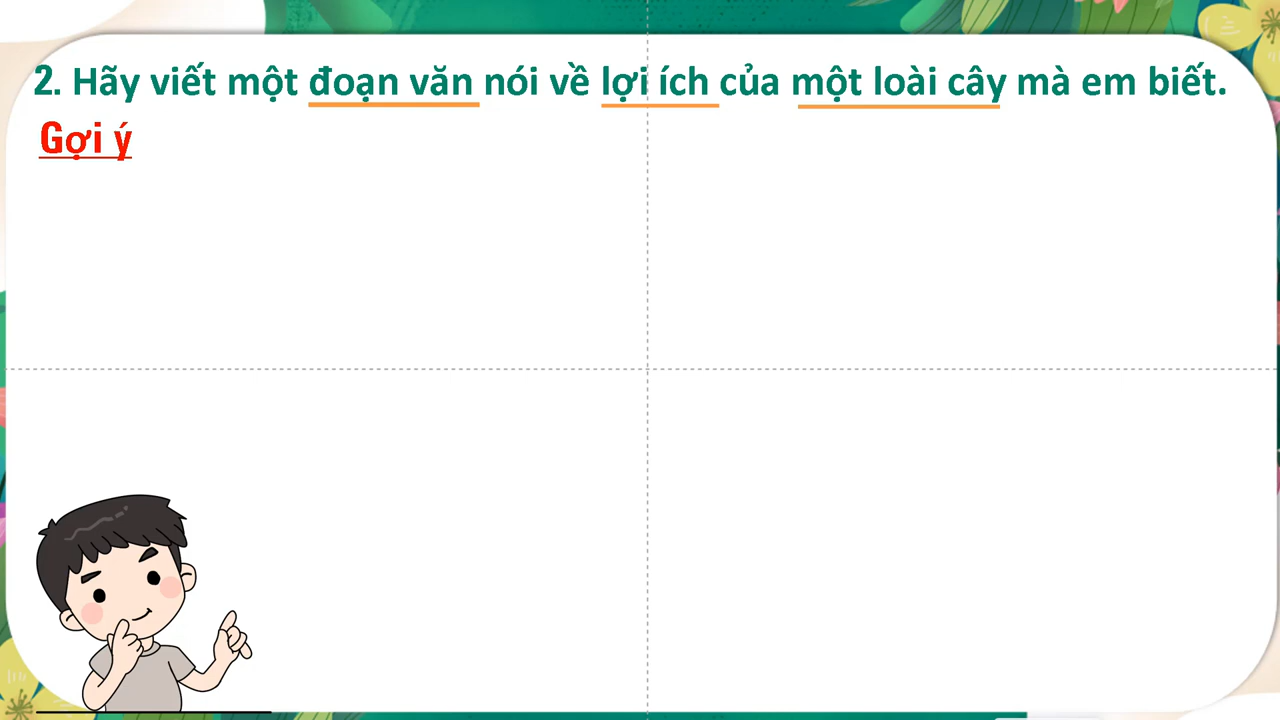 2. Hãy viết một đoạn văn nói về lợi ích của một loài cây mà em biết.
Gợi ý